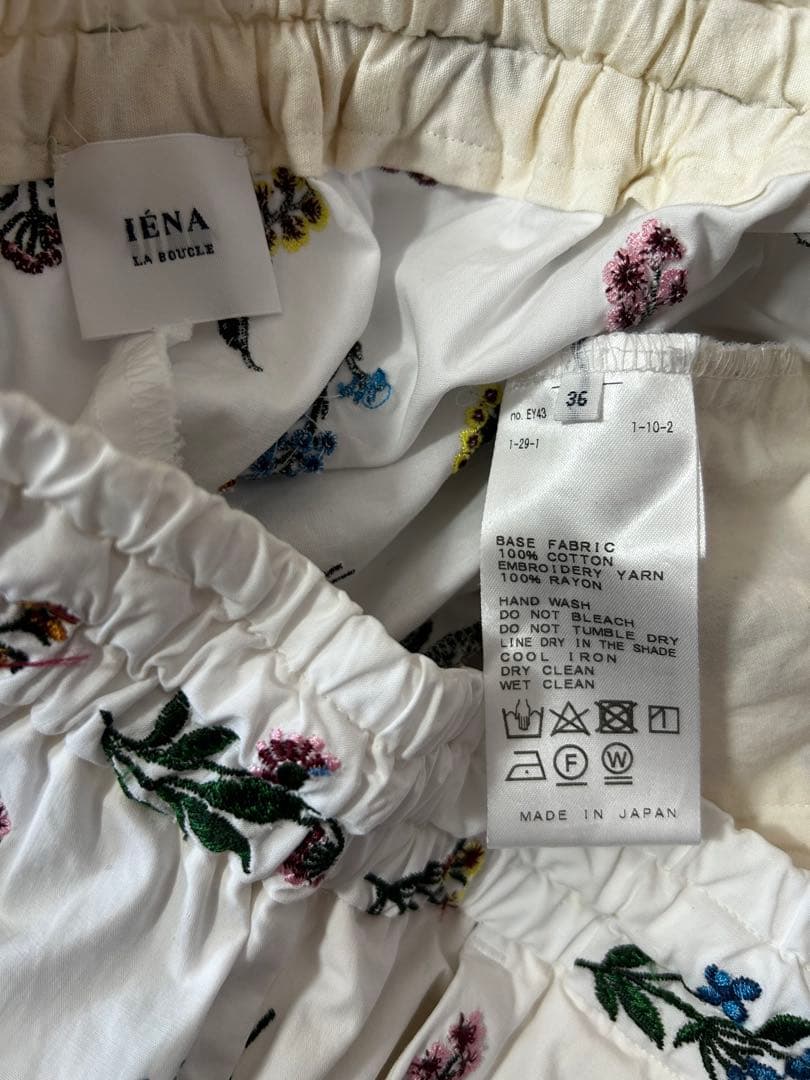 IÉNA
LA BOUCLE
36
no. EY43
1-29-1
1-10-2
BASE FABRIC
100% COTTON
EMBROIDERY YARN
100% RAYON
HAND WASH
DO NOT BLEACH
DO NOT TUMBLE DRY
LINE DRY IN THE SHADE
COOL IRON
DRY CLEAN
WET CLEAN
F
W
MADE IN JAPAN